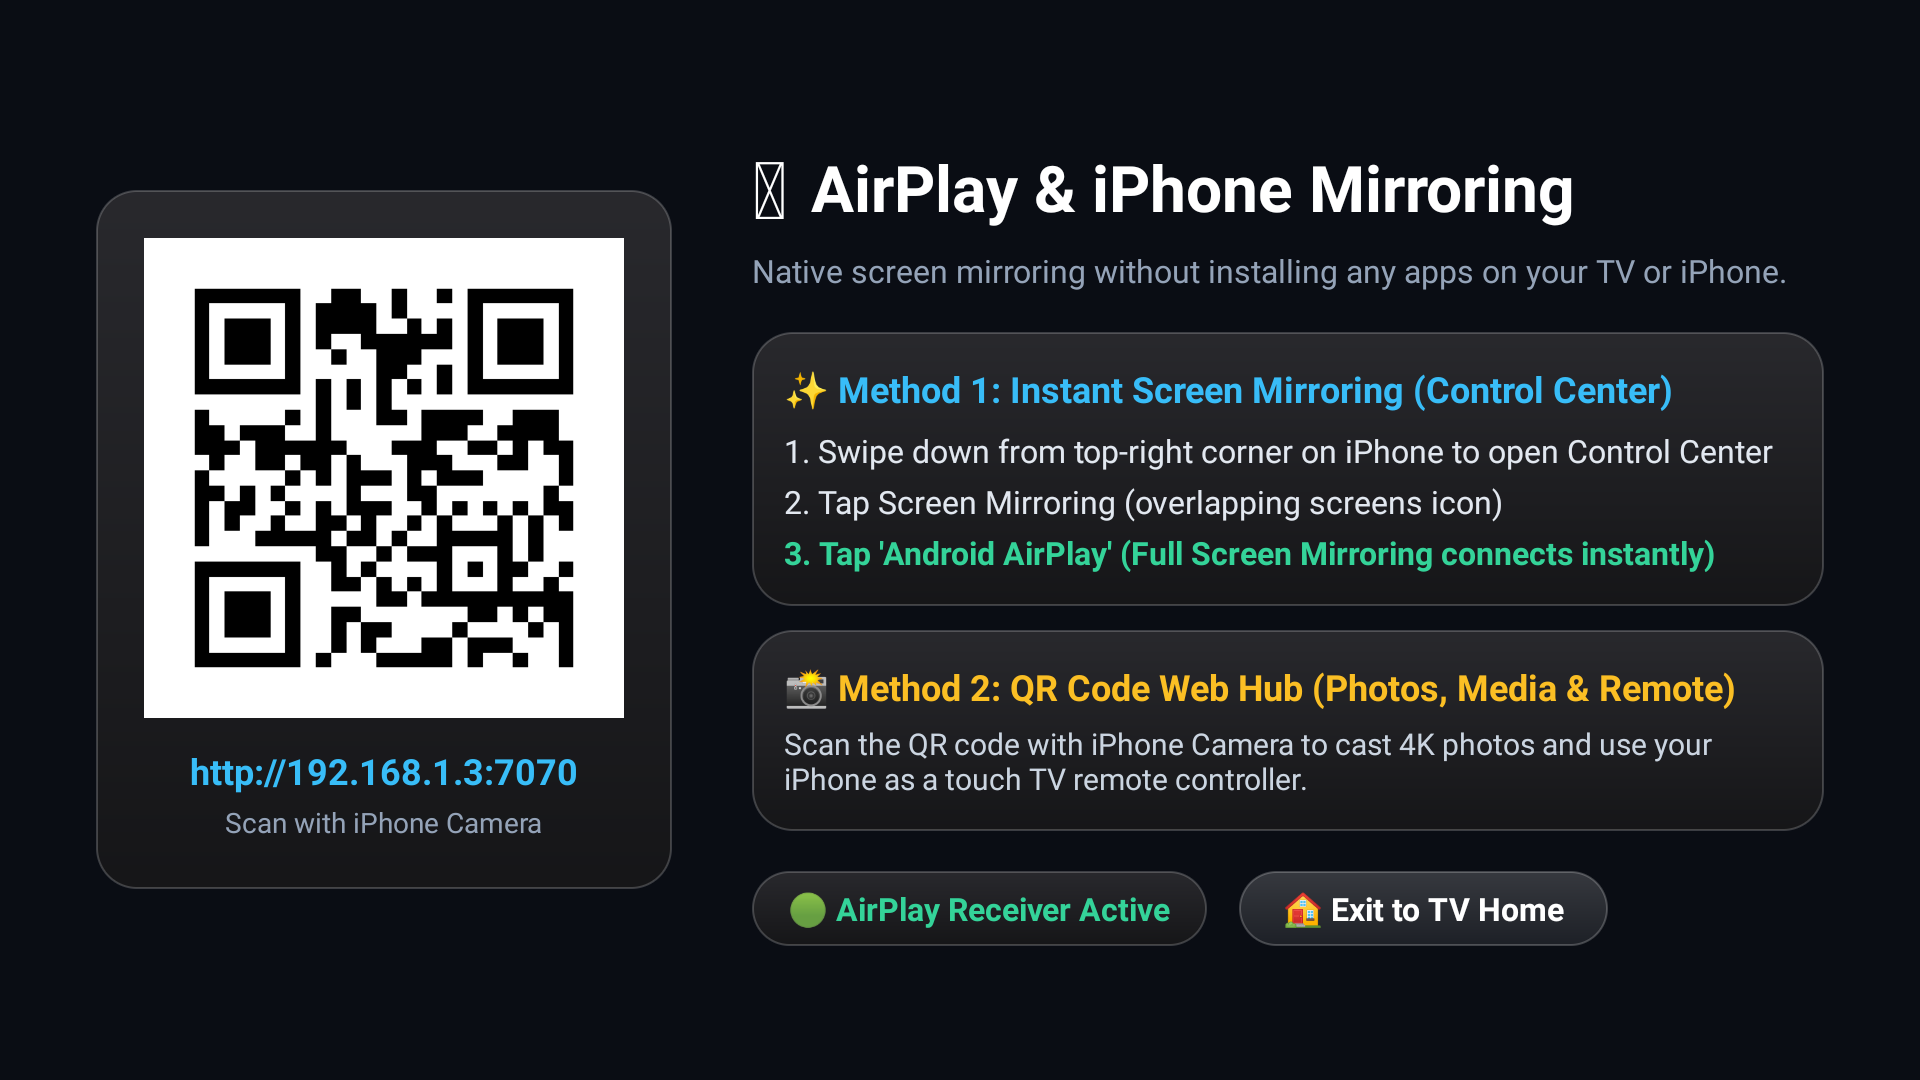 AirPlay & iPhone Mirroring
Native screen mirroring without installing any apps on your TV or iPhone.
✨ Method 1: Instant Screen Mirroring (Control Center)
1. Swipe down from top-right corner on iPhone to open Control Center
2. Tap Screen Mirroring (overlapping screens icon)
3. Tap 'Android AirPlay' (Full Screen Mirroring connects instantly)
📸 Method 2: QR Code Web Hub (Photos, Media & Remote)
Scan the QR code with iPhone Camera to cast 4K photos and use your
iPhone as a touch TV remote controller.
🟢 AirPlay Receiver Active
🏠 Exit to TV Home
http://192.168.1.3:7070
Scan with iPhone Camera